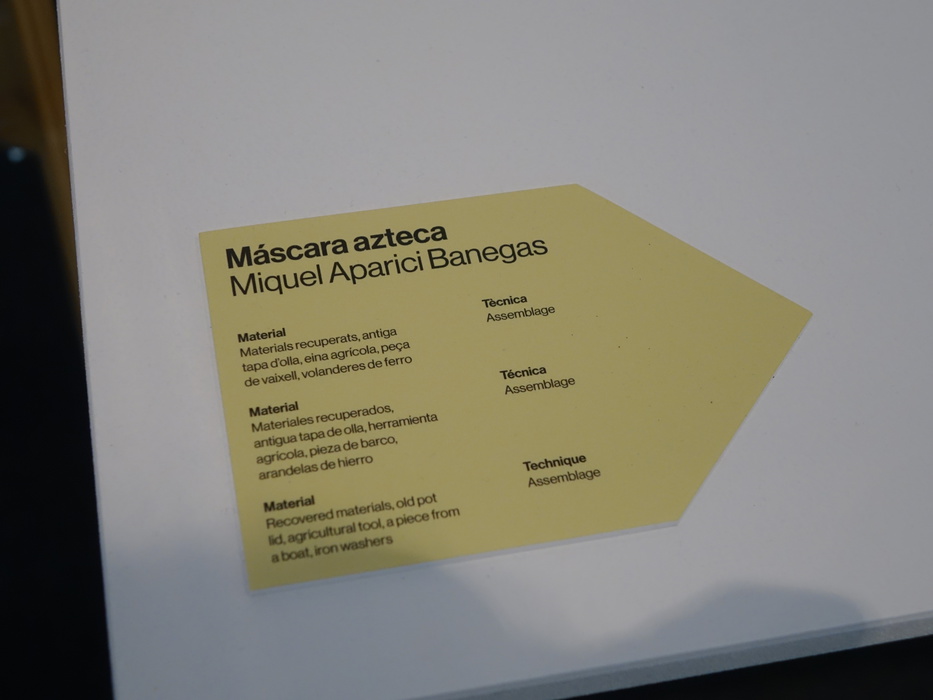 Máscara azteca
Miquel Aparici Banegas
Material
Materials recuperats, antiga
tapa d'olla, eina agrícola, peça
de vaixell, volanderes de ferro
Tècnica
Assemblage
Material
Materiales recuperados,
antigua tapa de olla, herramienta
agrícola, pieza de barco,
arandelas de hierro
Técnica
Assemblage
Material
Recovered materials, old pot
lid, agricultural tool, a piece from
a boat, iron washers
Technique
Assemblage